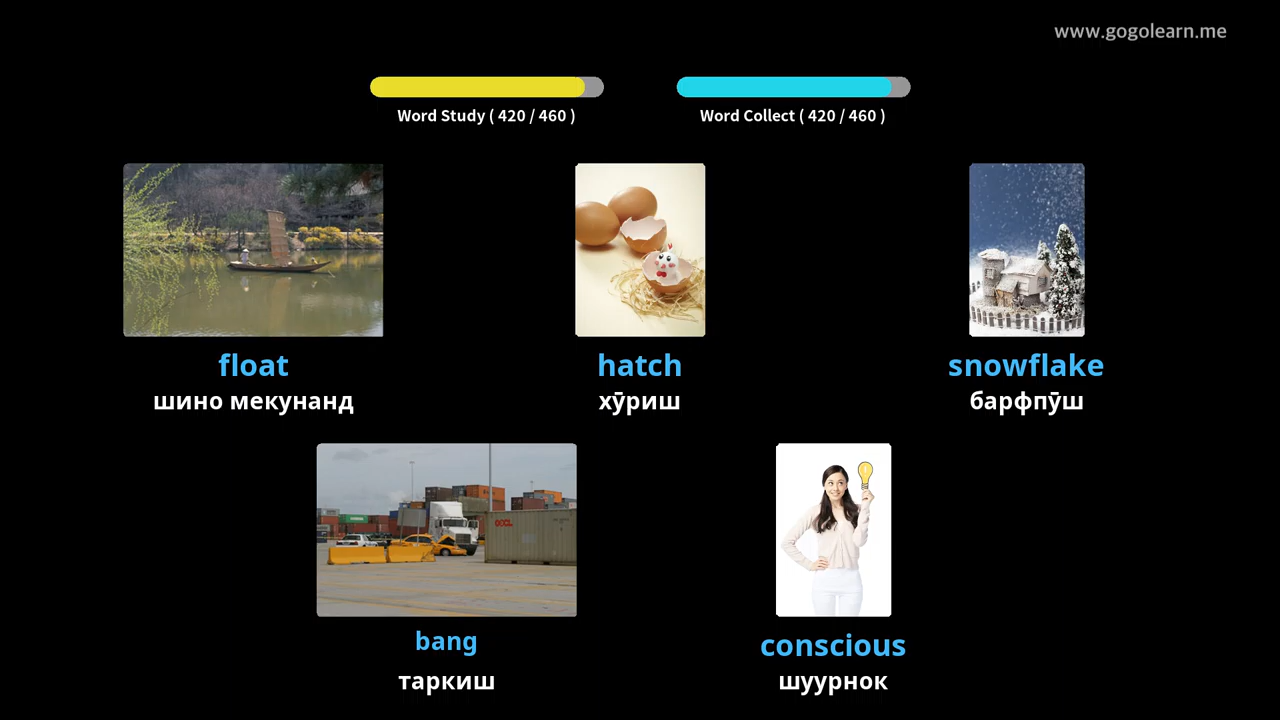 www.gogolearn.me
Word Study ( 420 / 460 )
Word Collect ( 420 / 460 )
float
шино мекунанд
hatch
хӯриш
snowflake
барфпӯш
bang
таркиш
conscious
шуурнок